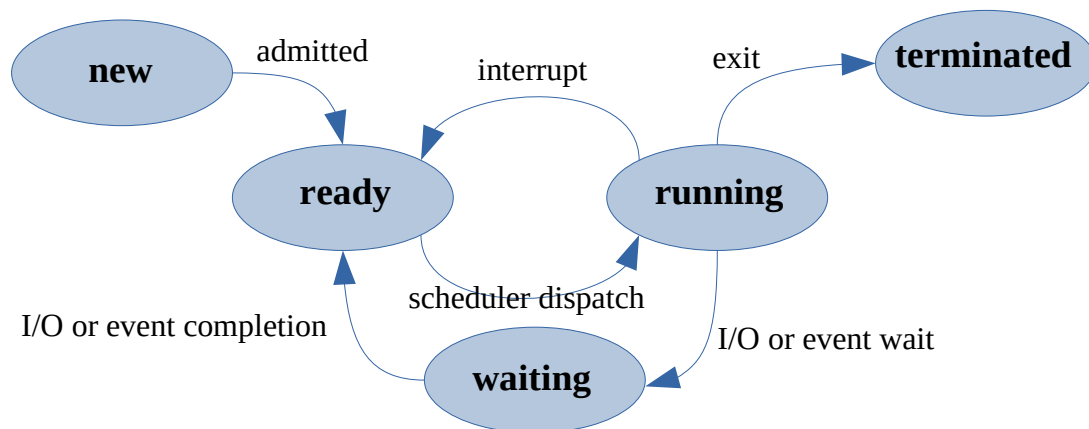 new
admitted
interrupt
exit
terminated
ready
running
scheduler dispatch
I/O or event completion
I/O or event wait
waiting